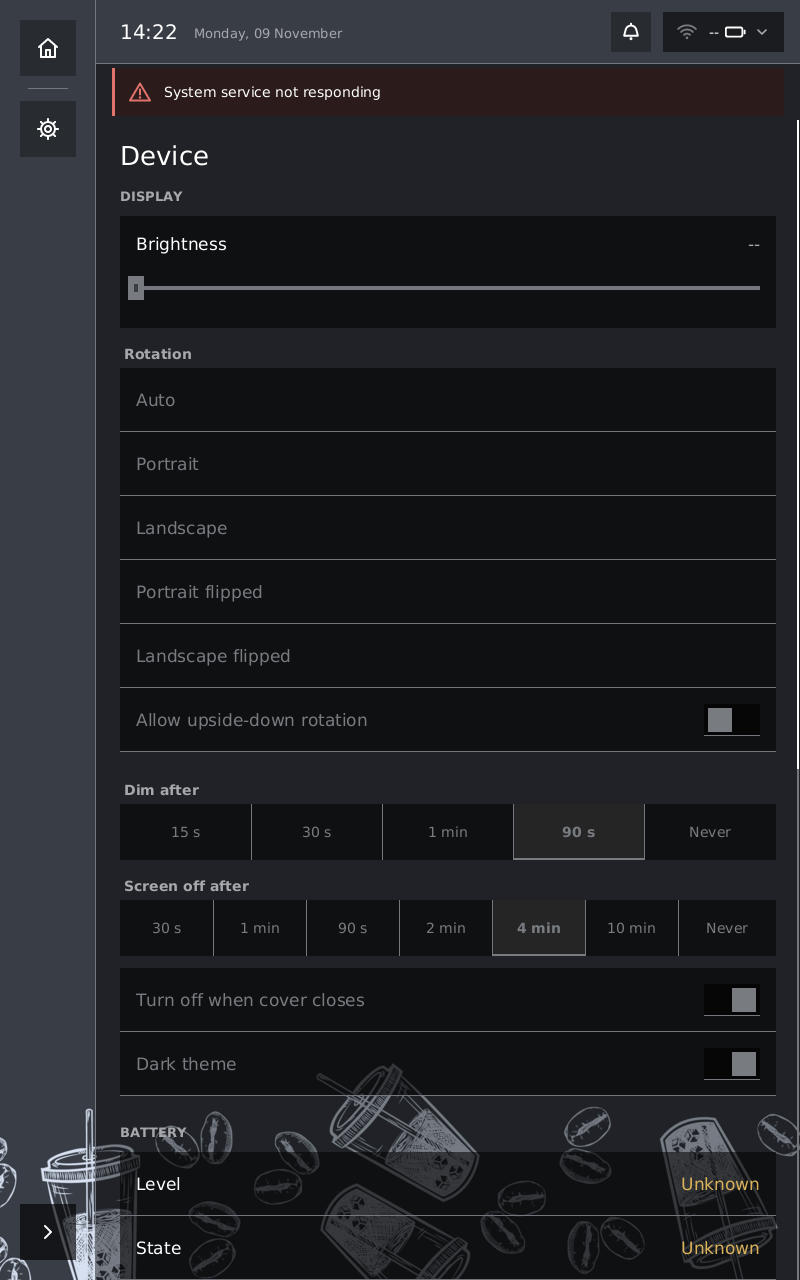 14:22 Monday, 09 November --
System service not responding
Device
DISPLAY
Brightness --
Rotation
Auto
Portrait
Landscape
Portrait flipped
Landscape flipped
Allow upside-down rotation
Dim after
15 s 30 s 1 min 90 s Never
Screen off after
30 s 1 min 90 s 2 min 4 min 10 min Never
Turn off when cover closes
Dark theme
BATTERY
Level Unknown
State Unknown